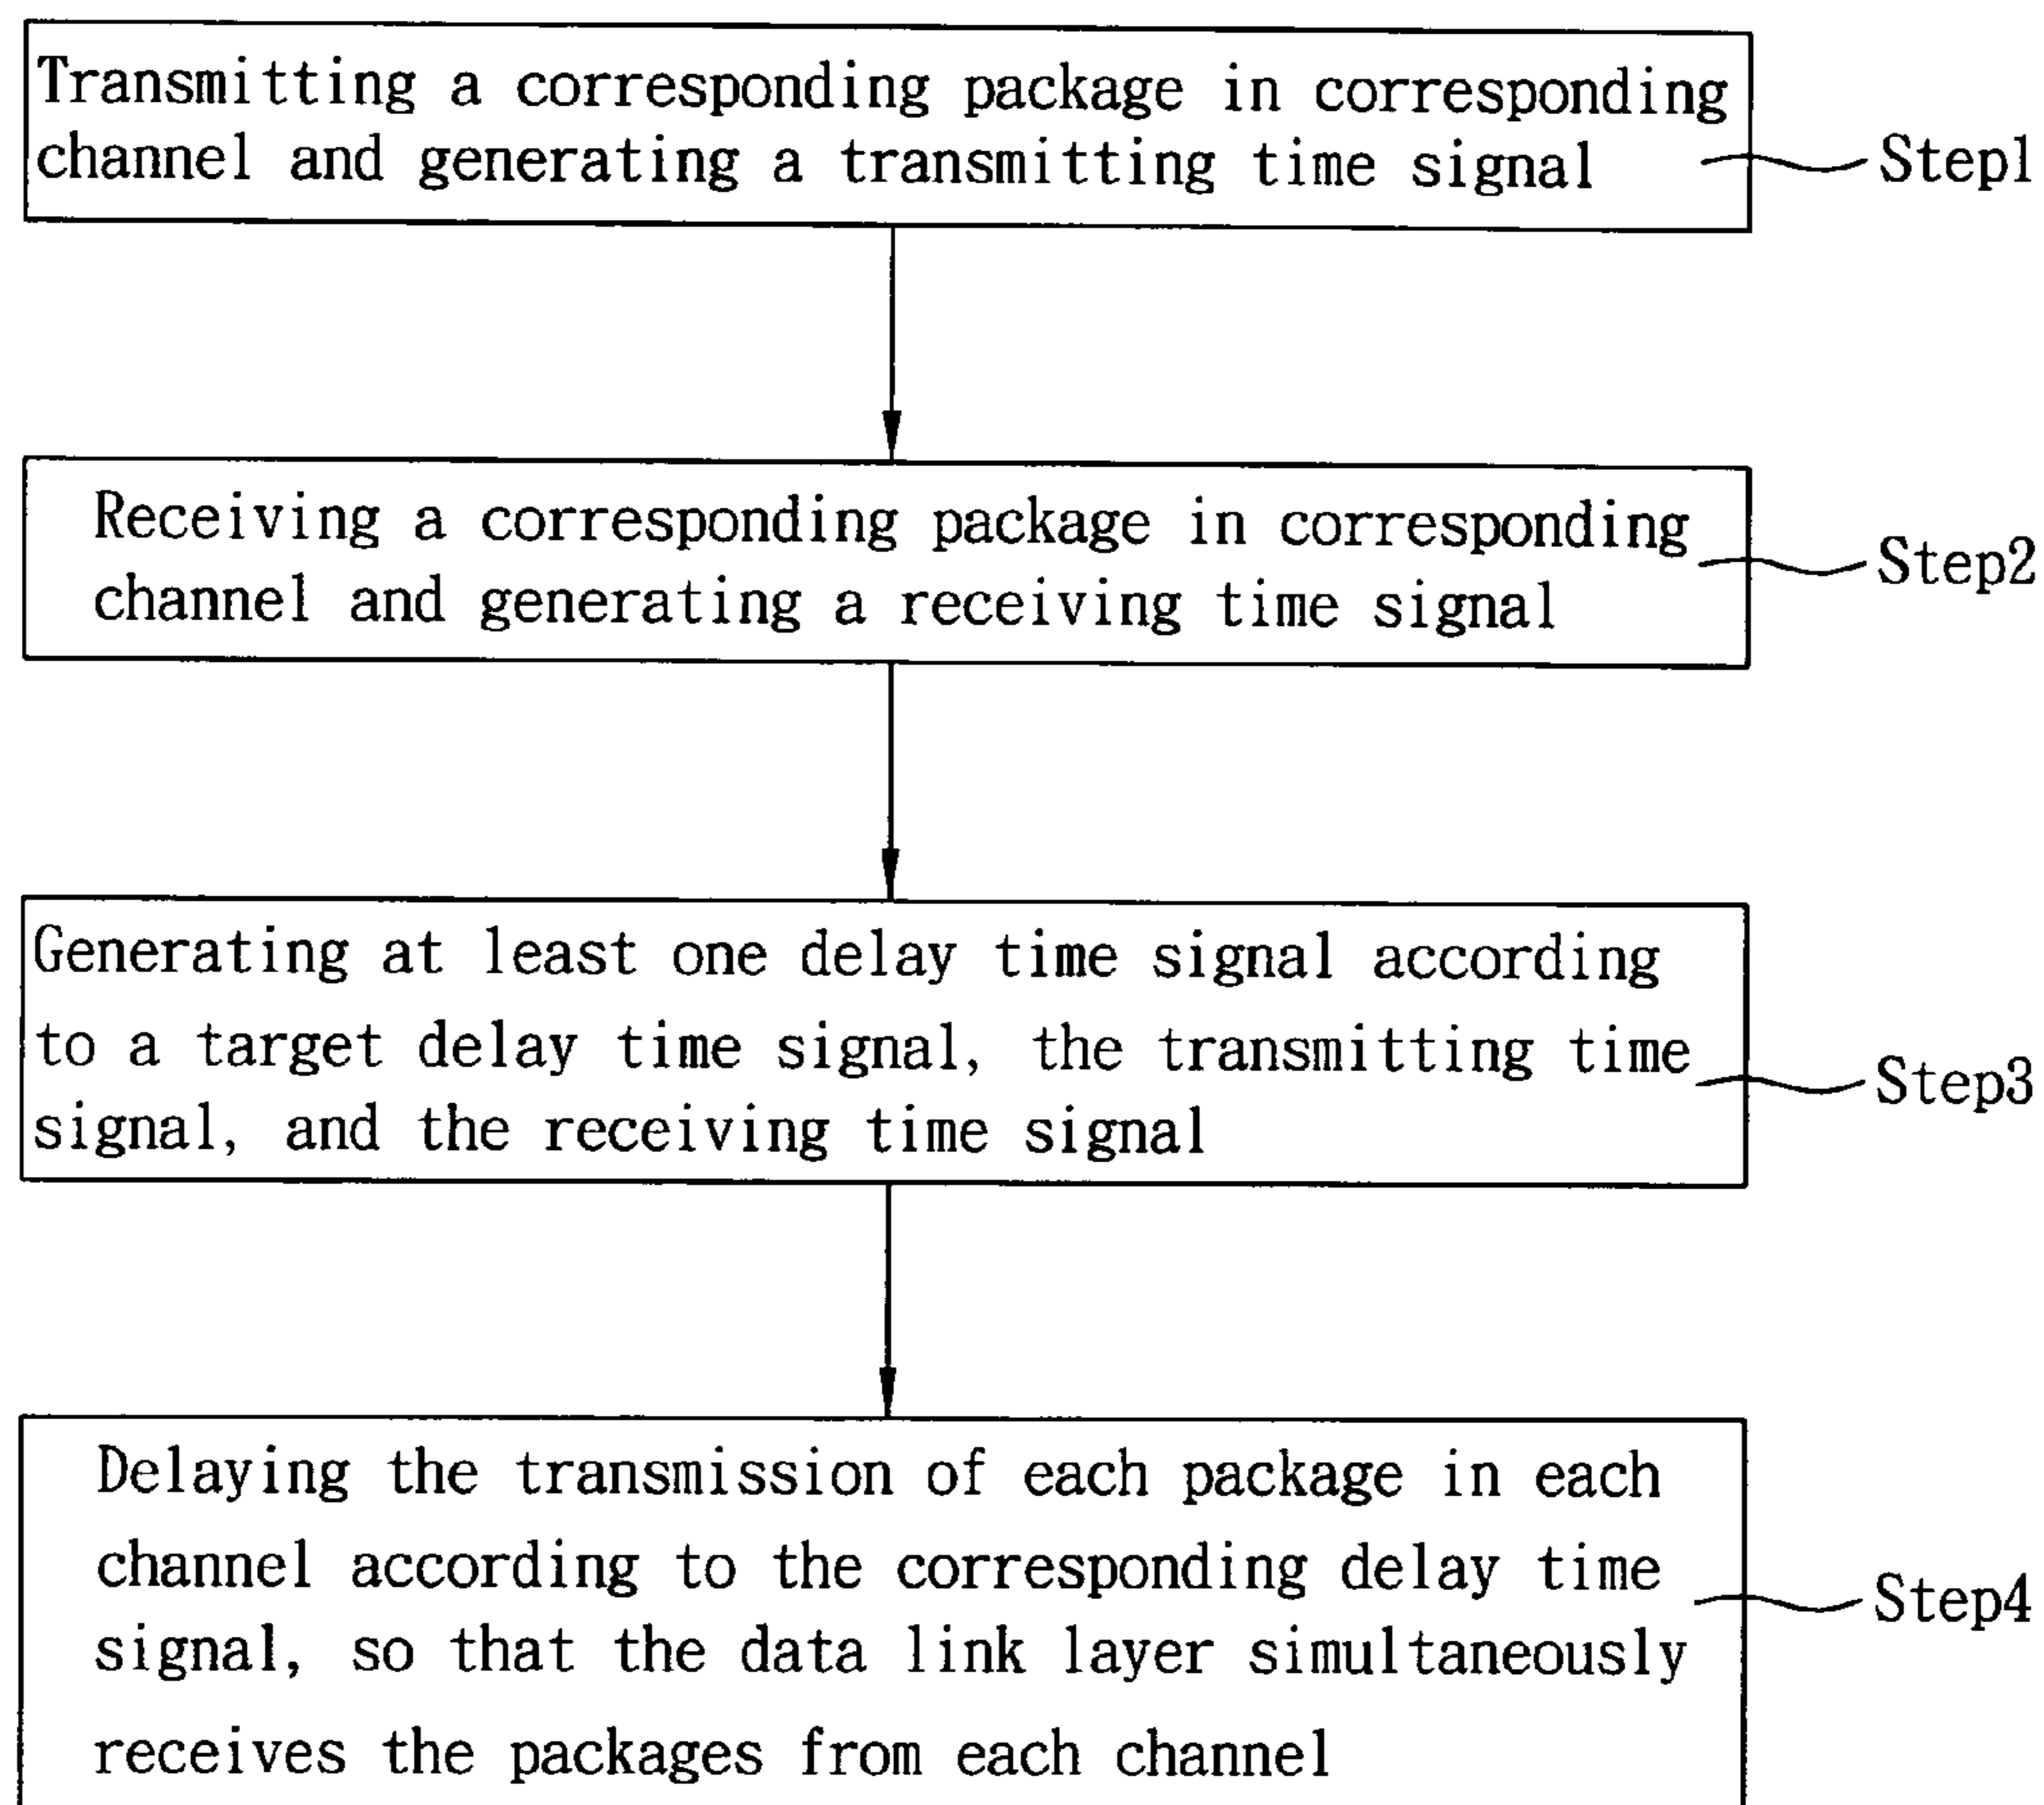 Transmitting a corresponding package in corresponding
channel and generating a transmitting time signal
Step1
Receiving a corresponding package in corresponding
channel and generating a receiving time signal
Step2
Generating at least one delay time signal according
to a target delay time signal, the transmitting time
signal, and the receiving time signal
Step3
Delaying the transmission of each package in each
channel according to the corresponding delay time
signal, so that the data link layer simultaneously
receives the packages from each channel
Step4